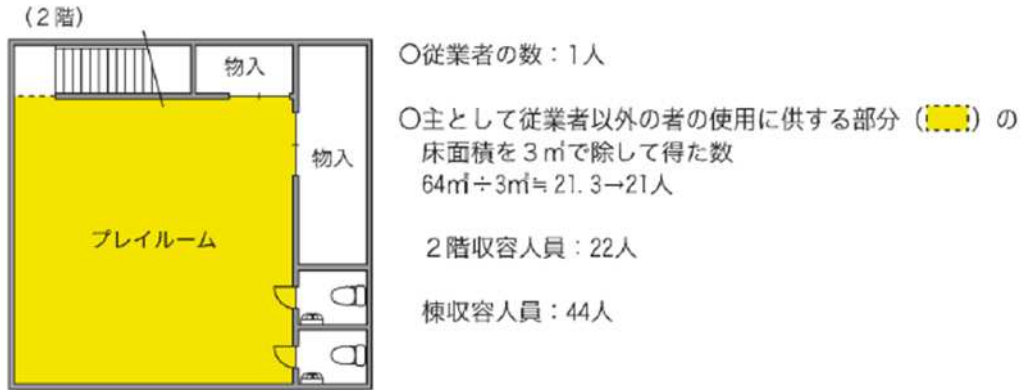 （２階）
物入
物入
プレイルーム
〇従業者の数：1人
〇主として従業者以外の者の使用に供する部分（　）の
床面積を３㎡で除して得た数
64㎡÷3㎡≒21.3→21人
２階収容人員：22人
棟収容人員：44人